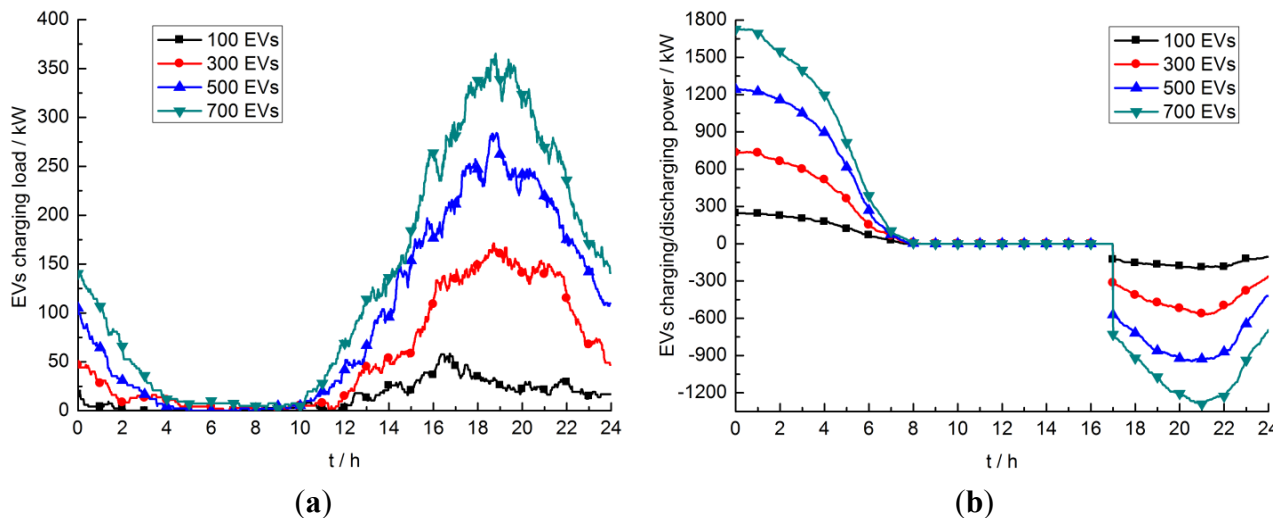 400
350
300
250
200
150
100
50
0
EVs charging load / kW
100 EVs
300 EVs
500 EVs
700 EVs
0 2 4 6 8 10 12 14 16 18 20 22 24
t / h
(a)
1800
1500
1200
900
600
300
0
-300
-600
-900
-1200
EVs charging/discharging power / kW
100 EVs
300 EVs
500 EVs
700 EVs
0 2 4 6 8 10 12 14 16 18 20 22 24
t / h
(b)